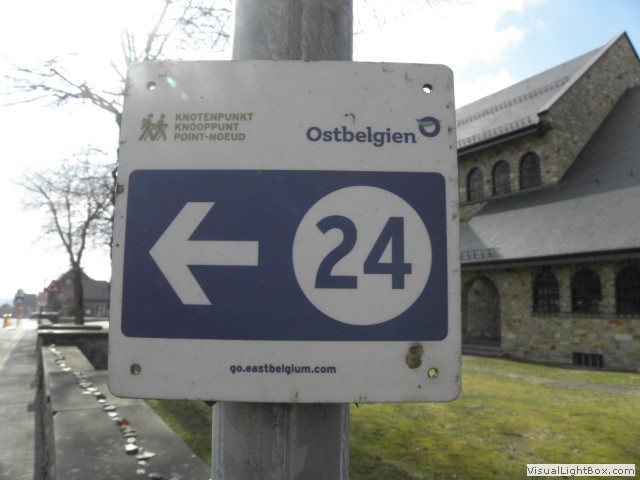 KNOTENPUNKT
KNOOPPUNT
POINT-NOEUD
Ostbelgien
24
go.eastbelgium.com
VisualLightBox.com